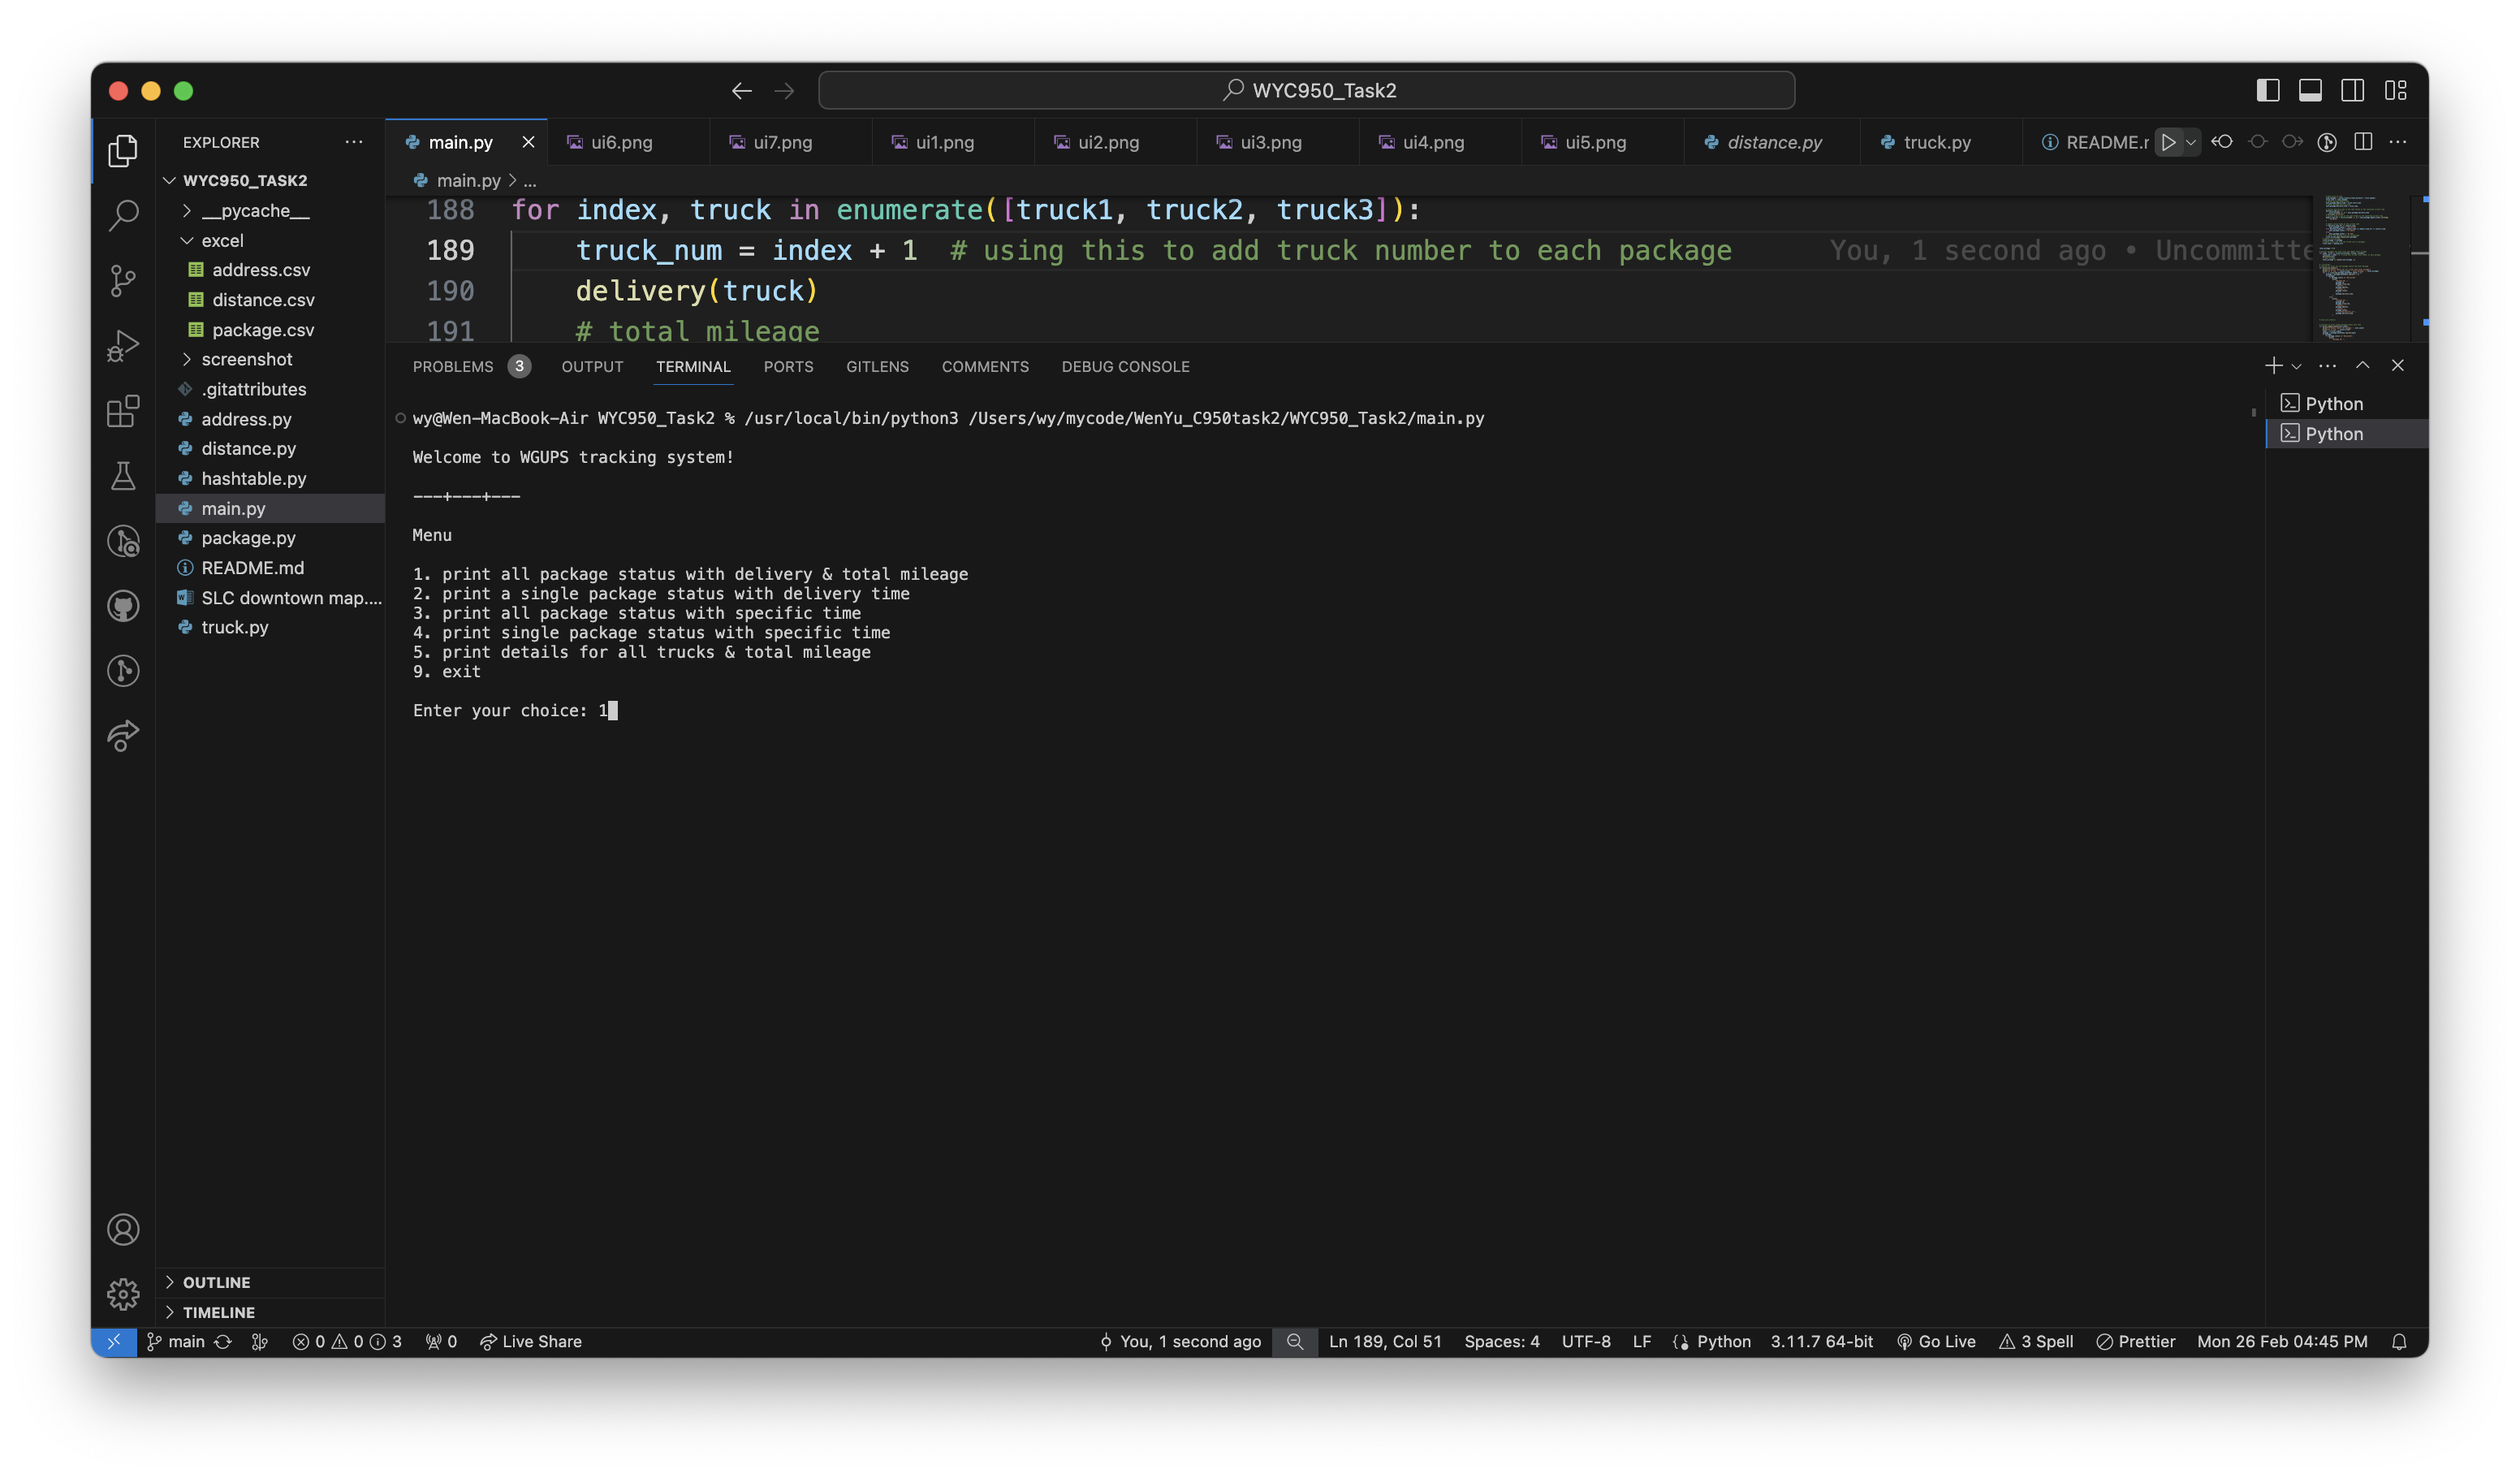 WYC950_Task2
EXPLORER
main.py
ui6.png
ui7.png
ui1.png
ui2.png
ui3.png
ui4.png
ui5.png
distance.py
truck.py
README.r
WYC950_TASK2
__pycache__
excel
address.csv
distance.csv
package.csv
screenshot
.gitattributes
address.py
distance.py
hashtable.py
main.py
package.py
README.md
SLC downtown map....
truck.py
OUTLINE
TIMELINE
main.py > ...
188 for index, truck in enumerate([truck1, truck2, truck3]):
189 truck_num = index + 1 # using this to add truck number to each package You, 1 second ago • Uncommitte
190 delivery(truck)
191 # total mileage
PROBLEMS 3 OUTPUT TERMINAL PORTS GITLENS COMMENTS DEBUG CONSOLE
wy@Wen-MacBook-Air WYC950_Task2 % /usr/local/bin/python3 /Users/wy/mycode/WenYu_C950task2/WYC950_Task2/main.py
Welcome to WGUPS tracking system!
---+---+---
Menu
1. print all package status with delivery & total mileage
2. print a single package status with delivery time
3. print all package status with specific time
4. print single package status with specific time
5. print details for all trucks & total mileage
9. exit
Enter your choice: 1
Python
Python
main 0 0 3 0 Live Share You, 1 second ago Ln 189, Col 51 Spaces: 4 UTF-8 LF Python 3.11.7 64-bit Go Live 3 Spell Prettier Mon 26 Feb 04:45 PM